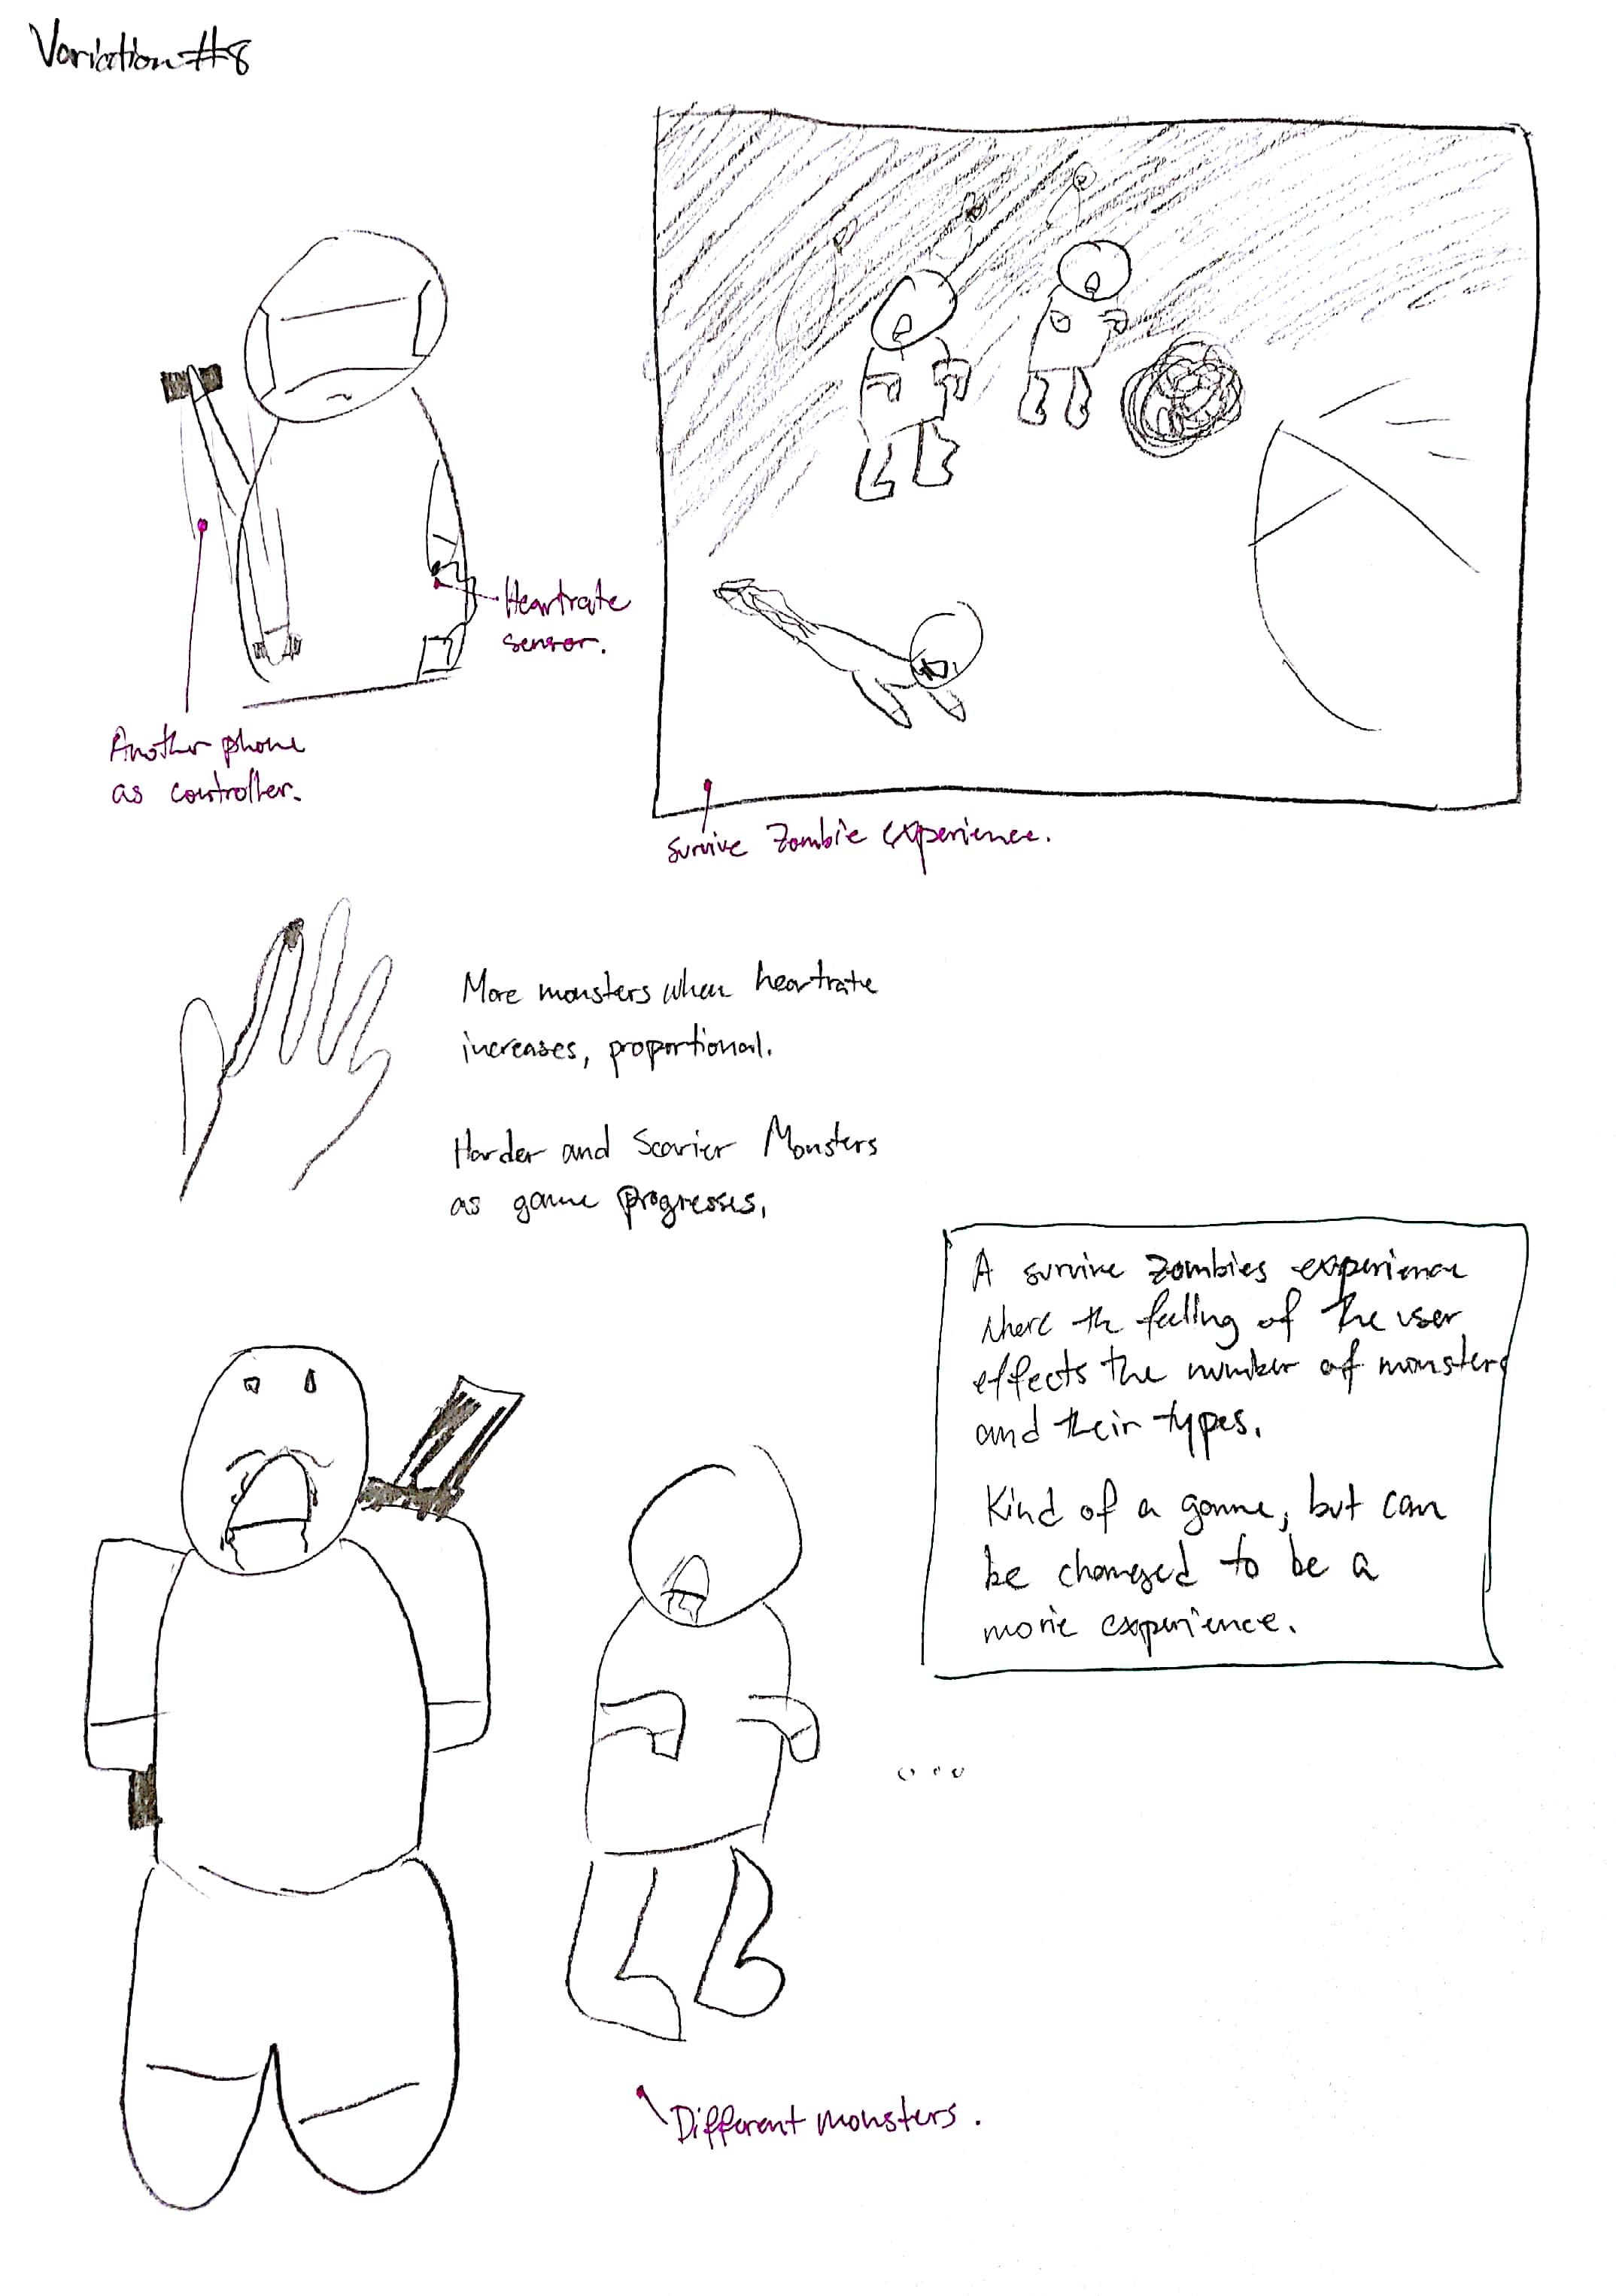 Variation #8
Heartrate
sensor.
Another phone
as controller.
survive Zombie experience.
More monsters when heartrate
increases, proportional.
Harder and Scarier Monsters
as game progresses,
A survive zombies experience
where the feeling of the user
effects the number of monsters
and their types.
Kind of a game, but can
be changed to be a
movie experience.
...
Different monsters.